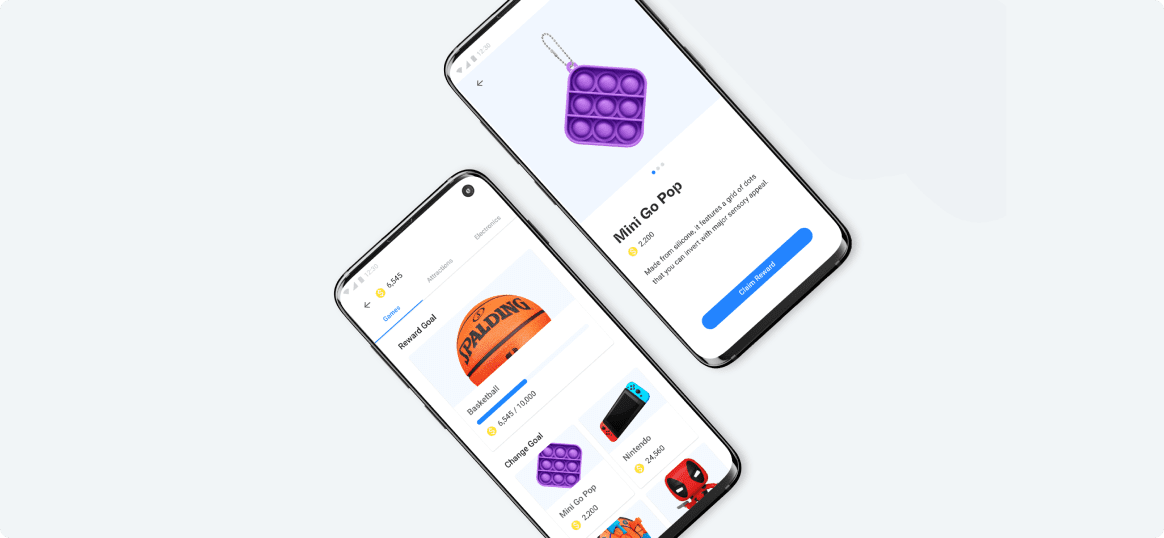 12:30
Mini Go Pop
2,200
Made from silicone, it features a grid of dots
that you can invert with major sensory appeal.
Claim Reward
12:30
6,545
Games
Attractions
Electronics
Reward Goal
SPALDING
Basketball
6,545 / 10,000
Change Goal
Mini Go Pop
2,200
Nintendo
24,560